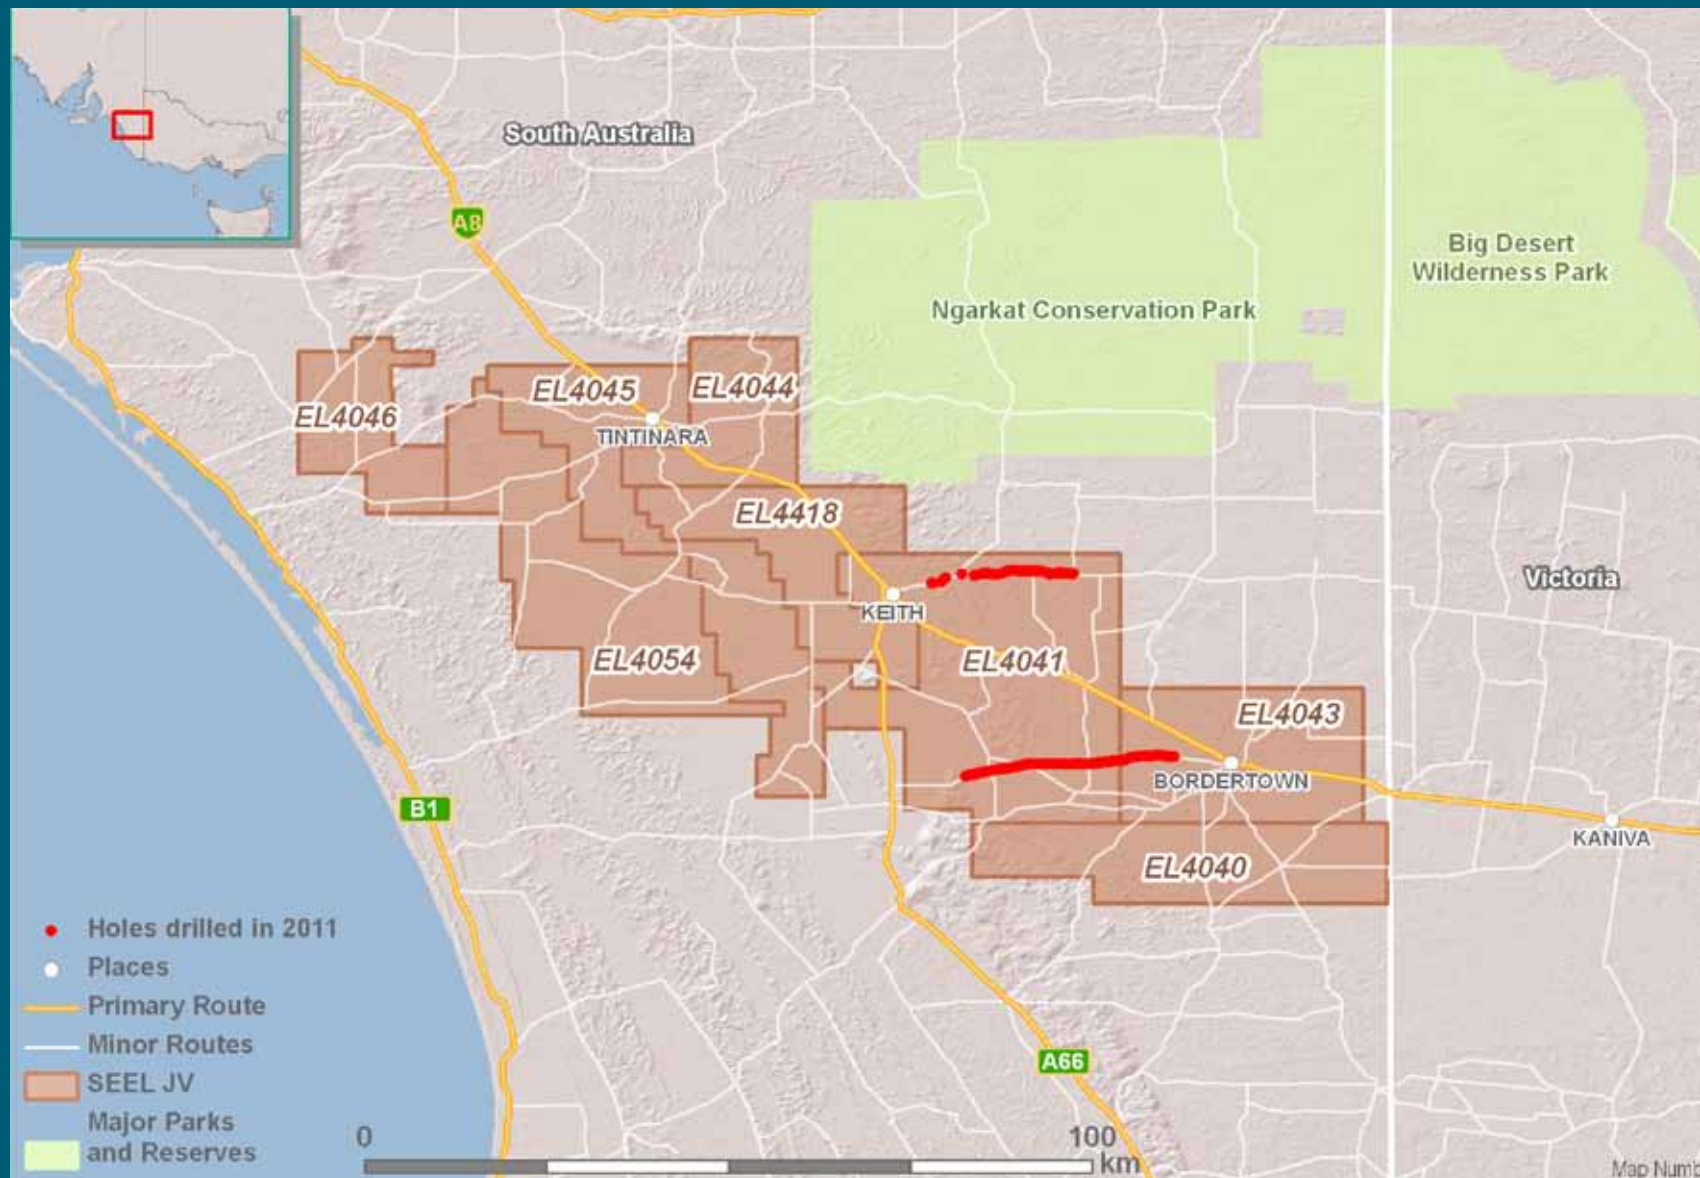 South Australia
A8
Big Desert
Wilderness Park
Ngarkat Conservation Park
EL4045
EL4044
EL4046
TINTINARA
EL4418
Victoria
KEITH
EL4054
EL4041
EL4043
BORDERTOWN
B1
KANIVA
EL4040
Holes drilled in 2011
Places
Primary Route
Minor Routes
SEEL JV
Major Parks
and Reserves
A66
0
100
km
Map Numb